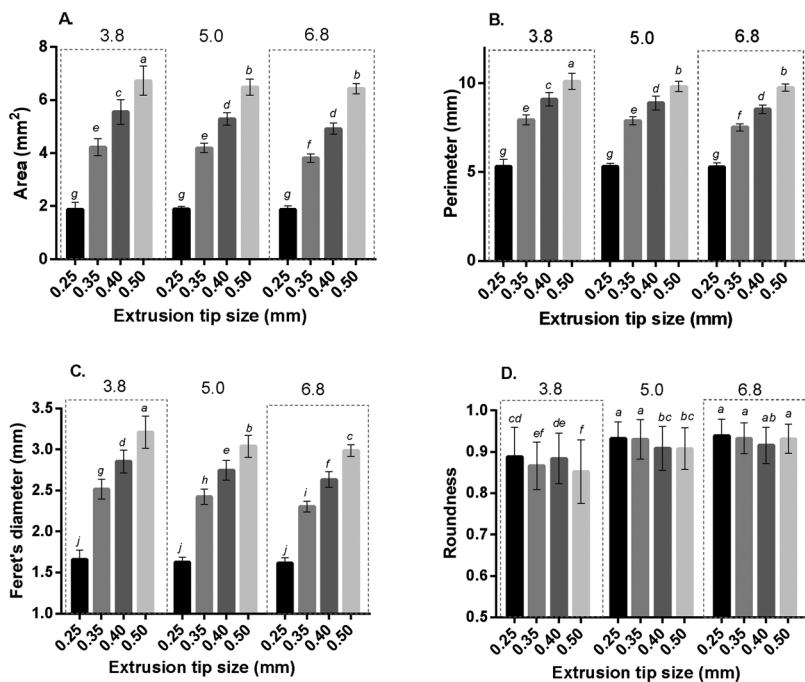 A.
3.8 5.0 6.8
8
6
4
2
0
Area (mm²)
g e c a g e d b g f d b
0.25 0.35 0.40 0.50 0.25 0.35 0.40 0.50 0.25 0.35 0.40 0.50
Extrusion tip size (mm)
B.
3.8 5.0 6.8
10
5
0
Perimeter (mm)
g e c a g e d b g f d b
0.25 0.35 0.40 0.50 0.25 0.35 0.40 0.50 0.25 0.35 0.40 0.50
Extrusion tip size (mm)
C.
3.8 5.0 6.8
3.5
3.0
2.5
2.0
1.5
1.0
Feret's diameter (mm)
j g d a j h e b j i f c
0.25 0.35 0.40 0.50 0.25 0.35 0.40 0.50 0.25 0.35 0.40 0.50
Extrusion tip size (mm)
D.
3.8 5.0 6.8
1.0
0.9
0.8
0.7
0.6
0.5
Roundness
cd ef de f a a bc bc a a ab a
0.25 0.35 0.40 0.50 0.25 0.35 0.40 0.50 0.25 0.35 0.40 0.50
Extrusion tip size (mm)